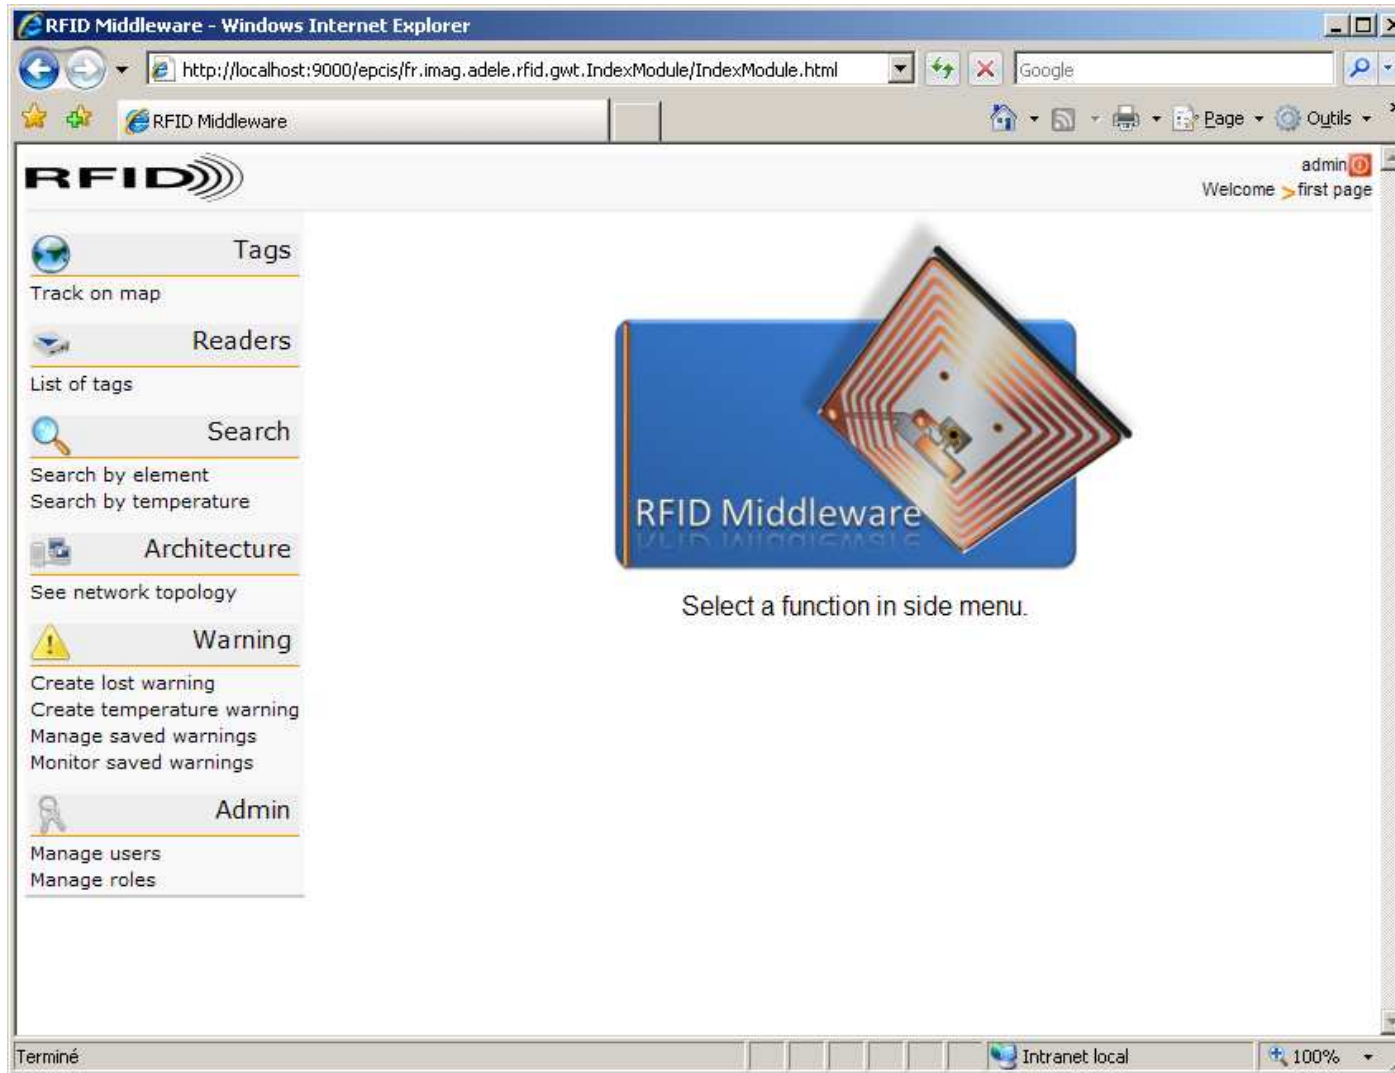 RFID Middleware - Windows Internet Explorer
http://localhost:9000/epcis/fr.imag.adele.rfid.gwt.IndexModule/IndexModule.html
Google
RFID Middleware
Page
Outils
RFID
admin
Welcome >first page
Tags
Track on map
Readers
List of tags
Search
Search by element
Search by temperature
Architecture
See network topology
Warning
Create lost warning
Create temperature warning
Manage saved warnings
Monitor saved warnings
Admin
Manage users
Manage roles
RFID Middleware
Select a function in side menu.
Terminé
Intranet local
100%